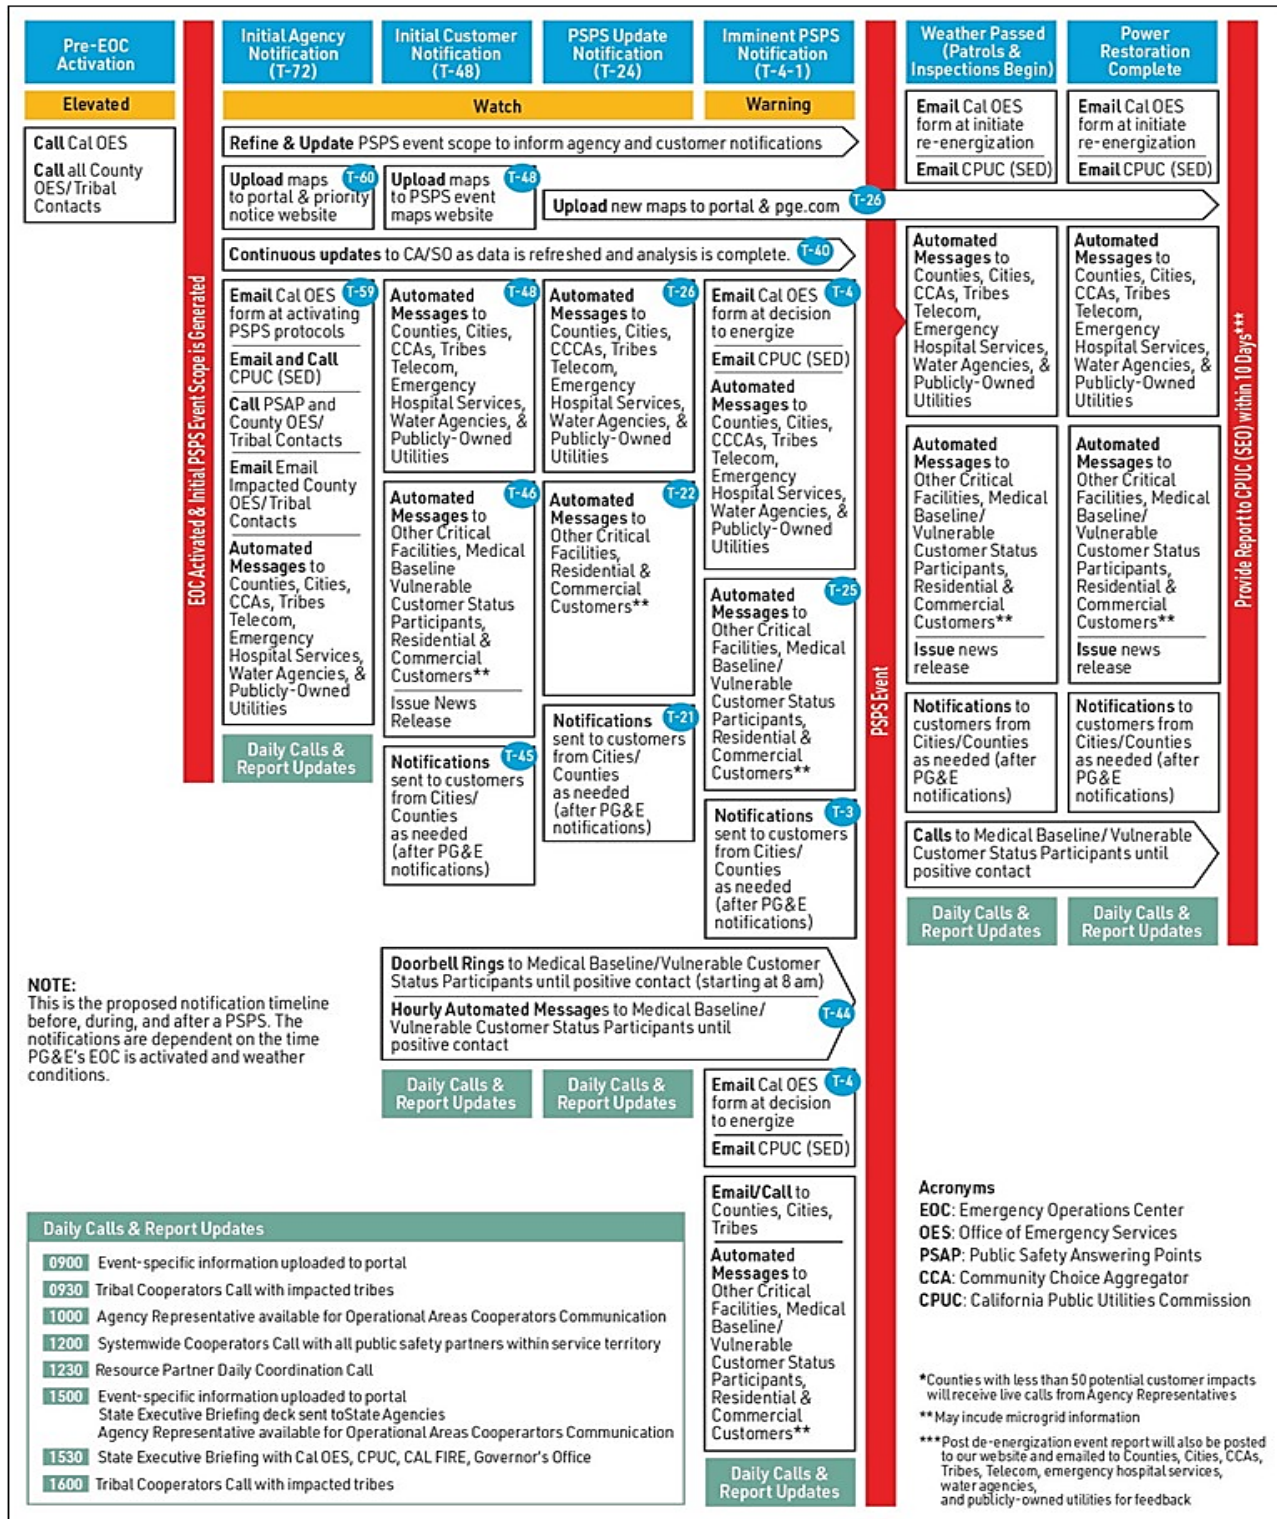 Pre-EOC
Activation
Elevated
Call Cal OES
Call all County
OES/Tribal
Contacts
EOC Activated & Initial PSPS Event Scope is Generated
Initial Agency
Notification
(T-72)
Initial Customer
Notification
(T-48)
PSPS Update
Notification
(T-24)
Imminent PSPS
Notification
(T-4-1)
Watch
Warning
Refine & Update PSPS event scope to inform agency and customer notifications
Upload maps
to portal & priority
notice website
T-60
Upload maps
to PSPS event
maps website
T-48
Upload new maps to portal & pge.com
T-26
Continuous updates to CA/SO as data is refreshed and analysis is complete.
T-40
Email Cal OES
form at activating
PSPS protocols
T-59
Email and Call
CPUC (SED)
Call PSAP and
County OES/
Tribal Contacts
Email Email
Impacted County
OES/Tribal
Contacts
Automated
Messages to
Counties, Cities,
CCAs, Tribes
Telecom,
Emergency
Hospital Services,
Water Agencies, &
Publicly-Owned
Utilities
Daily Calls &
Report Updates
Automated
Messages to
Counties, Cities,
CCAs, Tribes
Telecom,
Emergency
Hospital Services,
Water Agencies, &
Publicly-Owned
Utilities
T-48
Automated
Messages to
Other Critical
Facilities, Medical
Baseline
Vulnerable
Customer Status
Participants,
Residential &
Commercial
Customers**
T-46
Issue News
Release
Notifications
sent to customers
from Cities/
Counties
as needed
(after PG&E
notifications)
T-45
Automated
Messages to
Counties, Cities,
CCCAs, Tribes
Telecom,
Emergency
Hospital Services,
Water Agencies, &
Publicly-Owned
Utilities
T-26
Automated
Messages to
Other Critical
Facilities,
Residential &
Commercial
Customers**
T-22
Notifications
sent to customers
from Cities/
Counties
as needed
(after PG&E
notifications)
T-21
Email Cal OES
form at decision
to energize
T-4
Email CPUC (SED)
Automated
Messages to
Counties, Cities,
CCCAs, Tribes
Telecom,
Emergency
Hospital Services,
Water Agencies, &
Publicly-Owned
Utilities
Automated
Messages to
Other Critical
Facilities, Medical
Baseline/
Vulnerable
Customer Status
Participants,
Residential &
Commercial
Customers**
T-25
Notifications
sent to customers
from Cities/
Counties
as needed
(after PG&E
notifications)
T-3
Doorbell Rings to Medical Baseline/Vulnerable Customer
Status Participants until positive contact (starting at 8 am)
Hourly Automated Messages to Medical Baseline/
Vulnerable Customer Status Participants until
positive contact
T-44
Daily Calls &
Report Updates
Daily Calls &
Report Updates
Email Cal OES
form at decision
to energize
T-4
Email CPUC (SED)
Email/Call to
Counties, Cities,
Tribes
Automated
Messages to
Other Critical
Facilities, Medical
Baseline/
Vulnerable
Customer Status
Participants,
Residential &
Commercial
Customers**
Daily Calls &
Report Updates
PSPS Event
Weather Passed
(Patrols &
Inspections Begin)
Email Cal OES
form at initiate
re-energization
Email CPUC (SED)
Automated
Messages to
Counties, Cities,
CCAs, Tribes
Telecom,
Emergency
Hospital Services,
Water Agencies, &
Publicly-Owned
Utilities
Automated
Messages to
Other Critical
Facilities, Medical
Baseline/
Vulnerable
Customer Status
Participants,
Residential &
Commercial
Customers**
Issue news
release
Notifications to
customers from
Cities/Counties
as needed (after
PG&E
notifications)
Power
Restoration
Complete
Email Cal OES
form at initiate
re-energization
Email CPUC (SED)
Automated
Messages to
Counties, Cities,
CCAs, Tribes
Telecom,
Emergency
Hospital Services,
Water Agencies, &
Publicly-Owned
Utilities
Automated
Messages to
Other Critical
Facilities, Medical
Baseline/
Vulnerable
Customer Status
Participants,
Residential &
Commercial
Customers**
Issue news
release
Notifications to
customers from
Cities/Counties
as needed (after
PG&E
notifications)
Calls to Medical Baseline/Vulnerable
Customer Status Participants until
positive contact
Daily Calls &
Report Updates
Daily Calls &
Report Updates
Provide Report to CPUC (SEO) within 10 Days***
NOTE:
This is the proposed notification timeline
before, during, and after a PSPS. The
notifications are dependent on the time
PG&E's EOC is activated and weather
conditions.
Daily Calls & Report Updates
0900 Event-specific information uploaded to portal
0930 Tribal Cooperators Call with impacted tribes
1000 Agency Representative available for Operational Areas Cooperators Communication
1200 Systemwide Cooperators Call with all public safety partners within service territory
1230 Resource Partner Daily Coordination Call
1500 Event-specific information uploaded to portal
State Executive Briefing deck sent toState Agencies
Agency Representative available for Operational Areas Cooperartors Communication
1530 State Executive Briefing with Cal OES, CPUC, CAL FIRE, Governor's Office
1600 Tribal Cooperators Call with impacted tribes
Acronyms
EOC: Emergency Operations Center
OES: Office of Emergency Services
PSAP: Public Safety Answering Points
CCA: Community Choice Aggregator
CPUC: California Public Utilities Commission
*Counties with less than 50 potential customer impacts
will receive live calls from Agency Representatives
**May incude microgrid information
***Post de-energization event report will also be posted
to our website and emailed to Counties, Cities, CCAs,
Tribes, Telecom, emergency hospital services,
water agencies,
and publicly-owned utilities for feedback